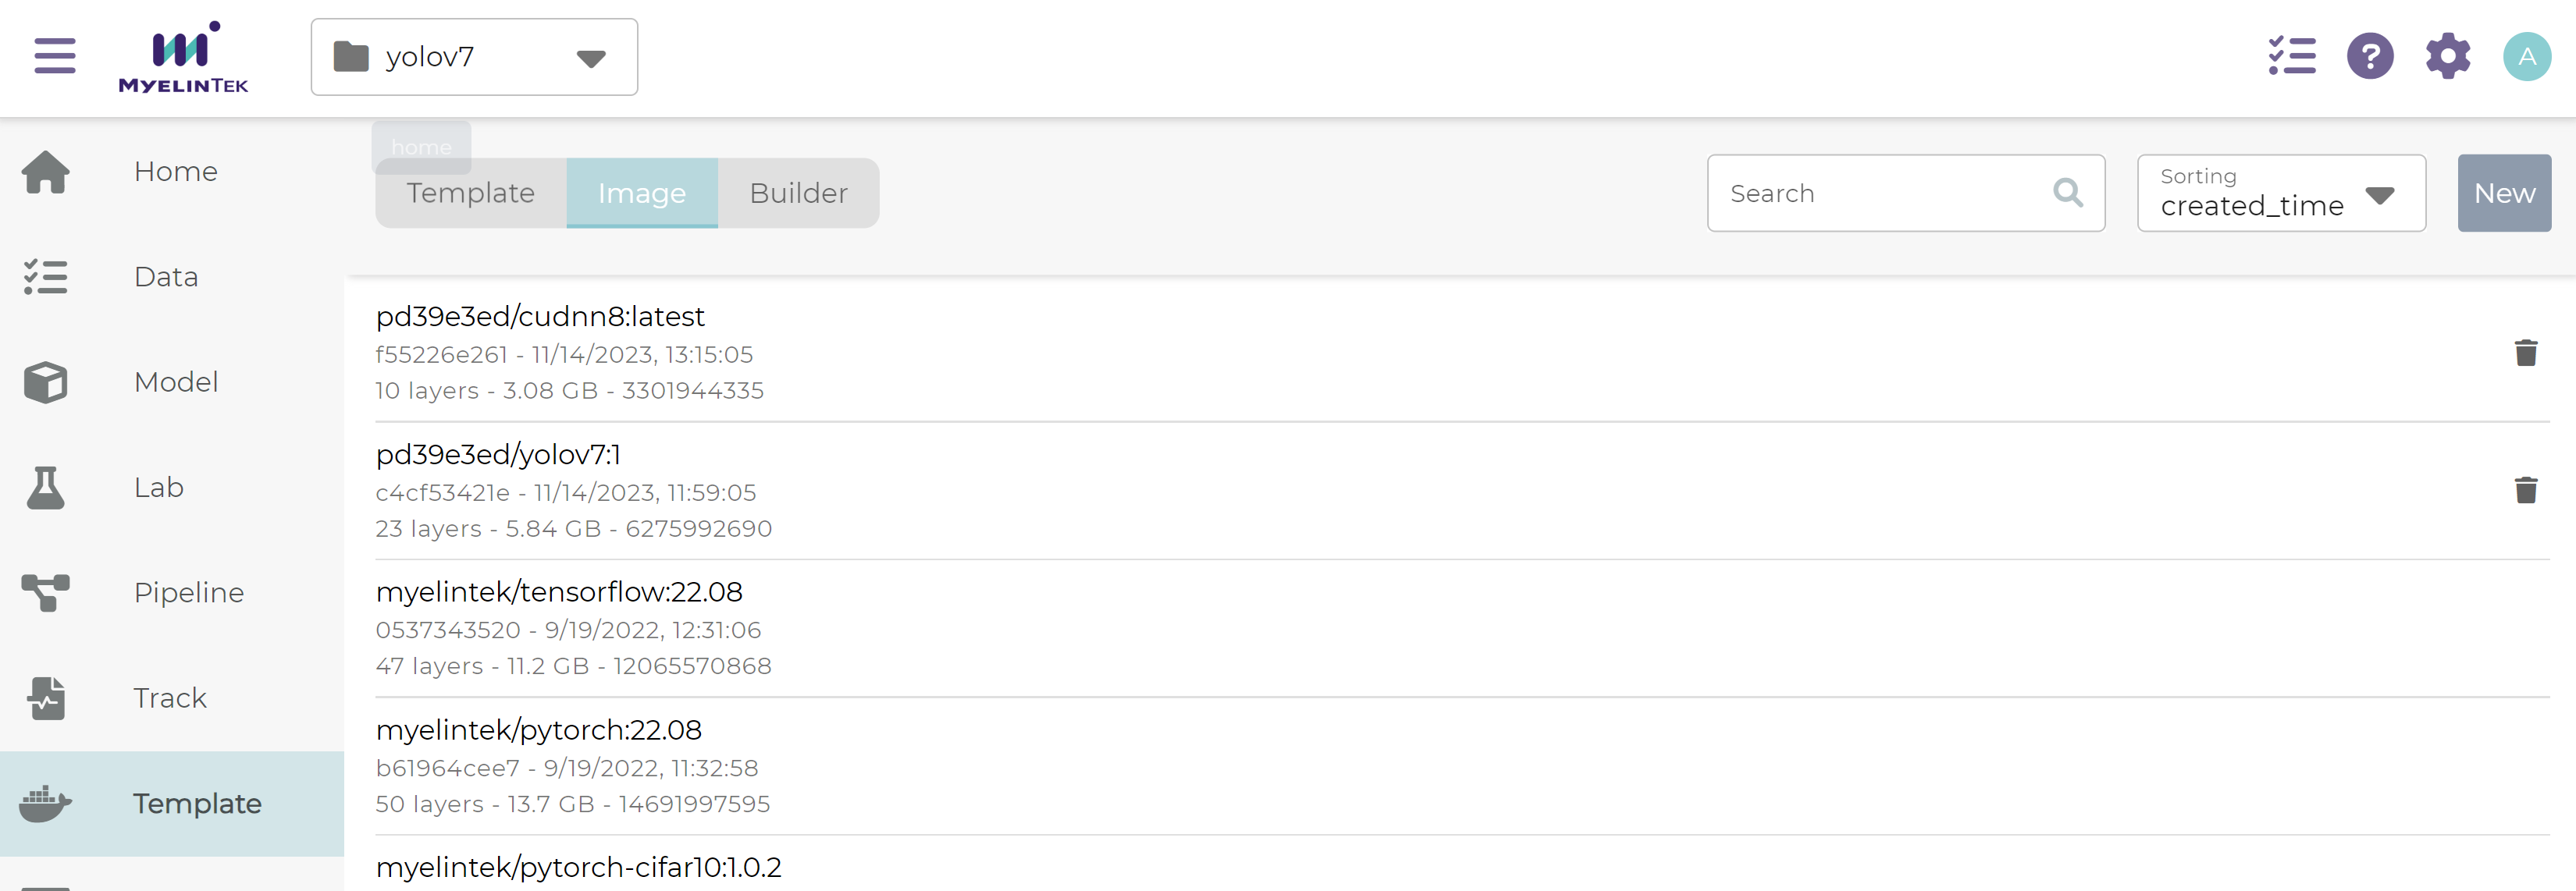 MYELINTEK
yolov7
?
A
home
Home
Data
Model
Lab
Pipeline
Track
Template
Template
Image
Builder
Search
Sorting
created_time
New
pd39e3ed/cudnn8:latest
f55226e261 - 11/14/2023, 13:15:05
10 layers - 3.08 GB - 3301944335
pd39e3ed/yolov7:1
c4cf53421e - 11/14/2023, 11:59:05
23 layers - 5.84 GB - 6275992690
myelintek/tensorflow:22.08
0537343520 - 9/19/2022, 12:31:06
47 layers - 11.2 GB - 12065570868
myelintek/pytorch:22.08
b61964cee7 - 9/19/2022, 11:32:58
50 layers - 13.7 GB - 14691997595
myelintek/pytorch-cifar10:1.0.2